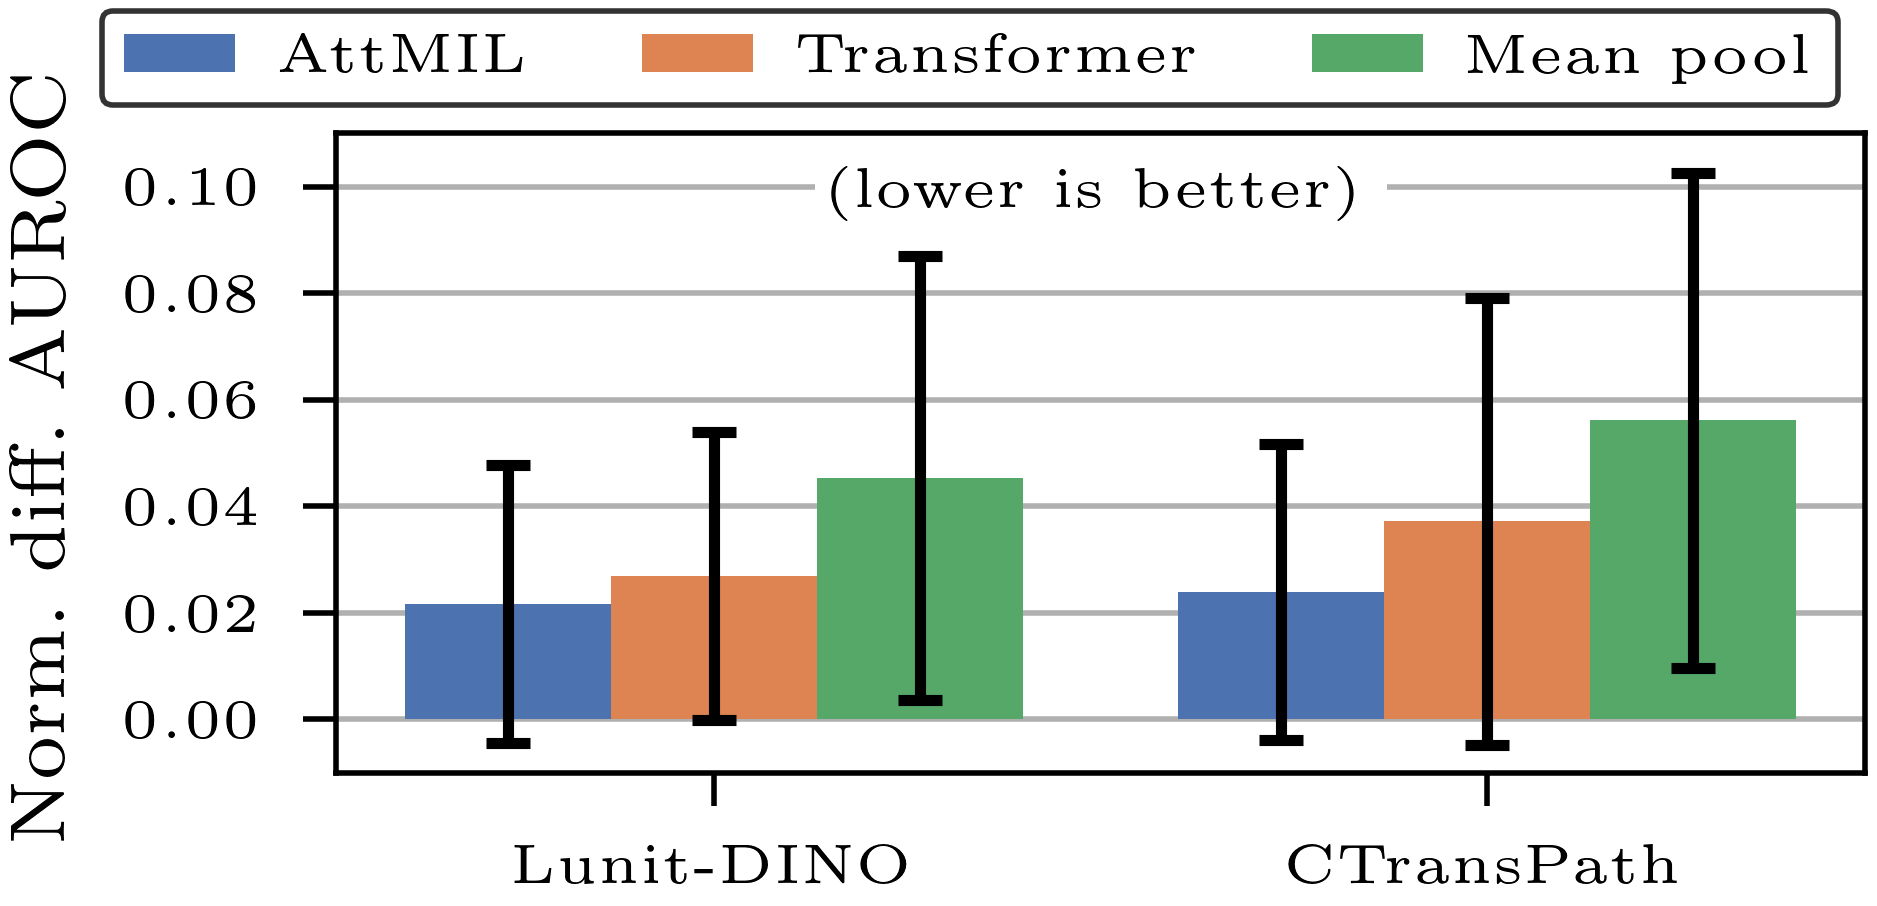 AttMIL Transformer Mean pool
Norm. diff. AUROC
(lower is better)
0.10
0.08
0.06
0.04
0.02
0.00
Lunit-DINO CTransPath